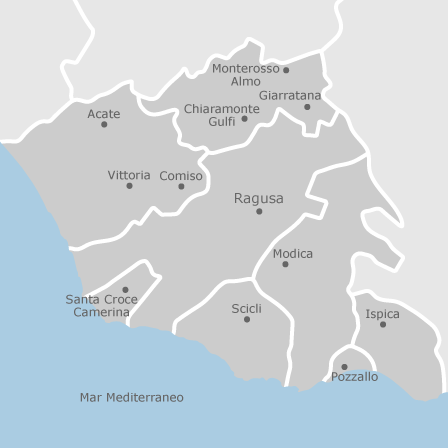 Monterosso
Almo
Giarratana
Acate
Chiaramonte
Gulfi
Vittoria
Comiso
Ragusa
Modica
Santa Croce
Camerina
Scicli
Ispica
Pozzallo
Mar Mediterraneo